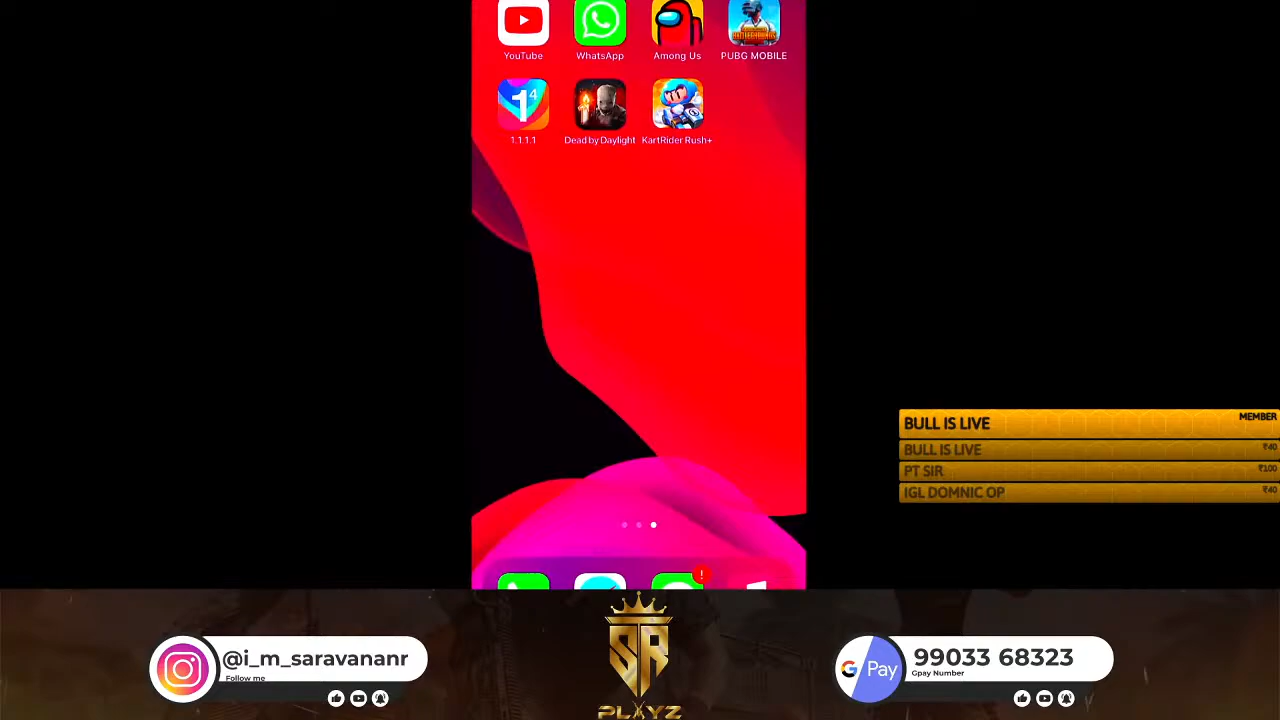 YouTube
WhatsApp
Among Us
PUBG MOBILE
1⁴
1.1.1.1
Dead by Daylight
KartRider Rush+
BULL IS LIVE MEMBER
BULL IS LIVE ₹40
PT SIR ₹100
IGL DOMNIC OP ₹40
!
@i_m_saravananr
Follow me
SR
PLAYZ
G Pay
99033 68323
Gpay Number